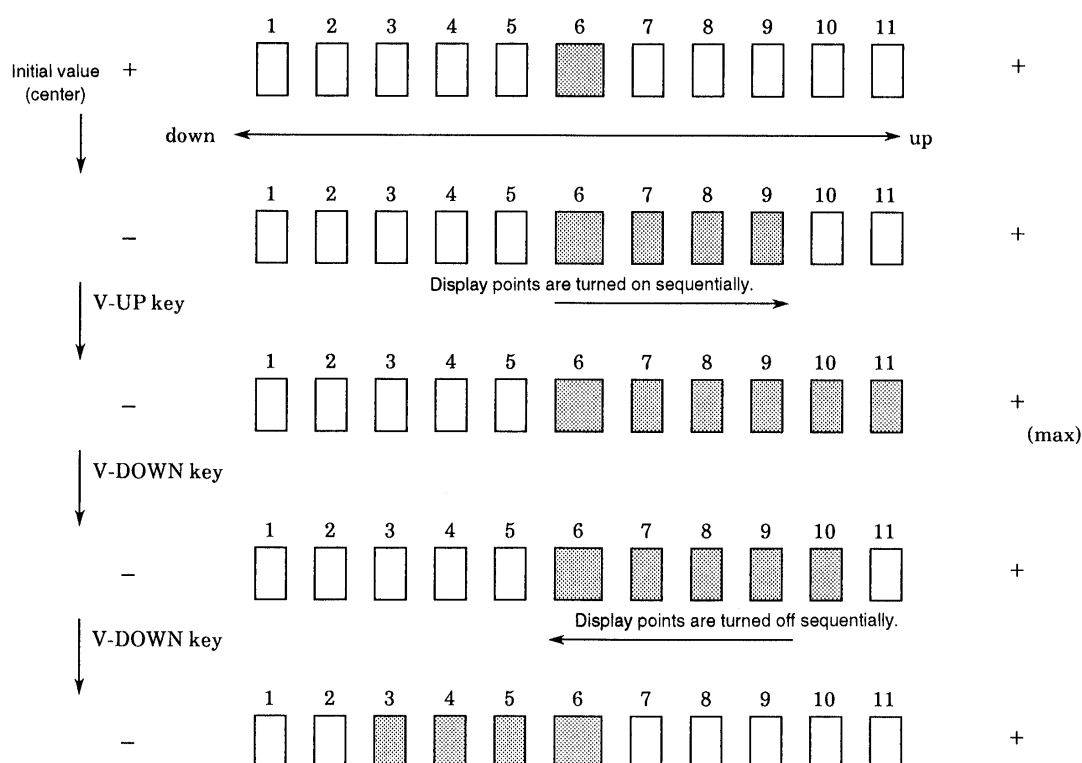 1 2 3 4 5 6 7 8 9 10 11
Initial value + +
(center)
down up
1 2 3 4 5 6 7 8 9 10 11
− +
Display points are turned on sequentially.
V-UP key
1 2 3 4 5 6 7 8 9 10 11
− +
(max)
V-DOWN key
1 2 3 4 5 6 7 8 9 10 11
− +
Display points are turned off sequentially.
V-DOWN key
1 2 3 4 5 6 7 8 9 10 11
− +